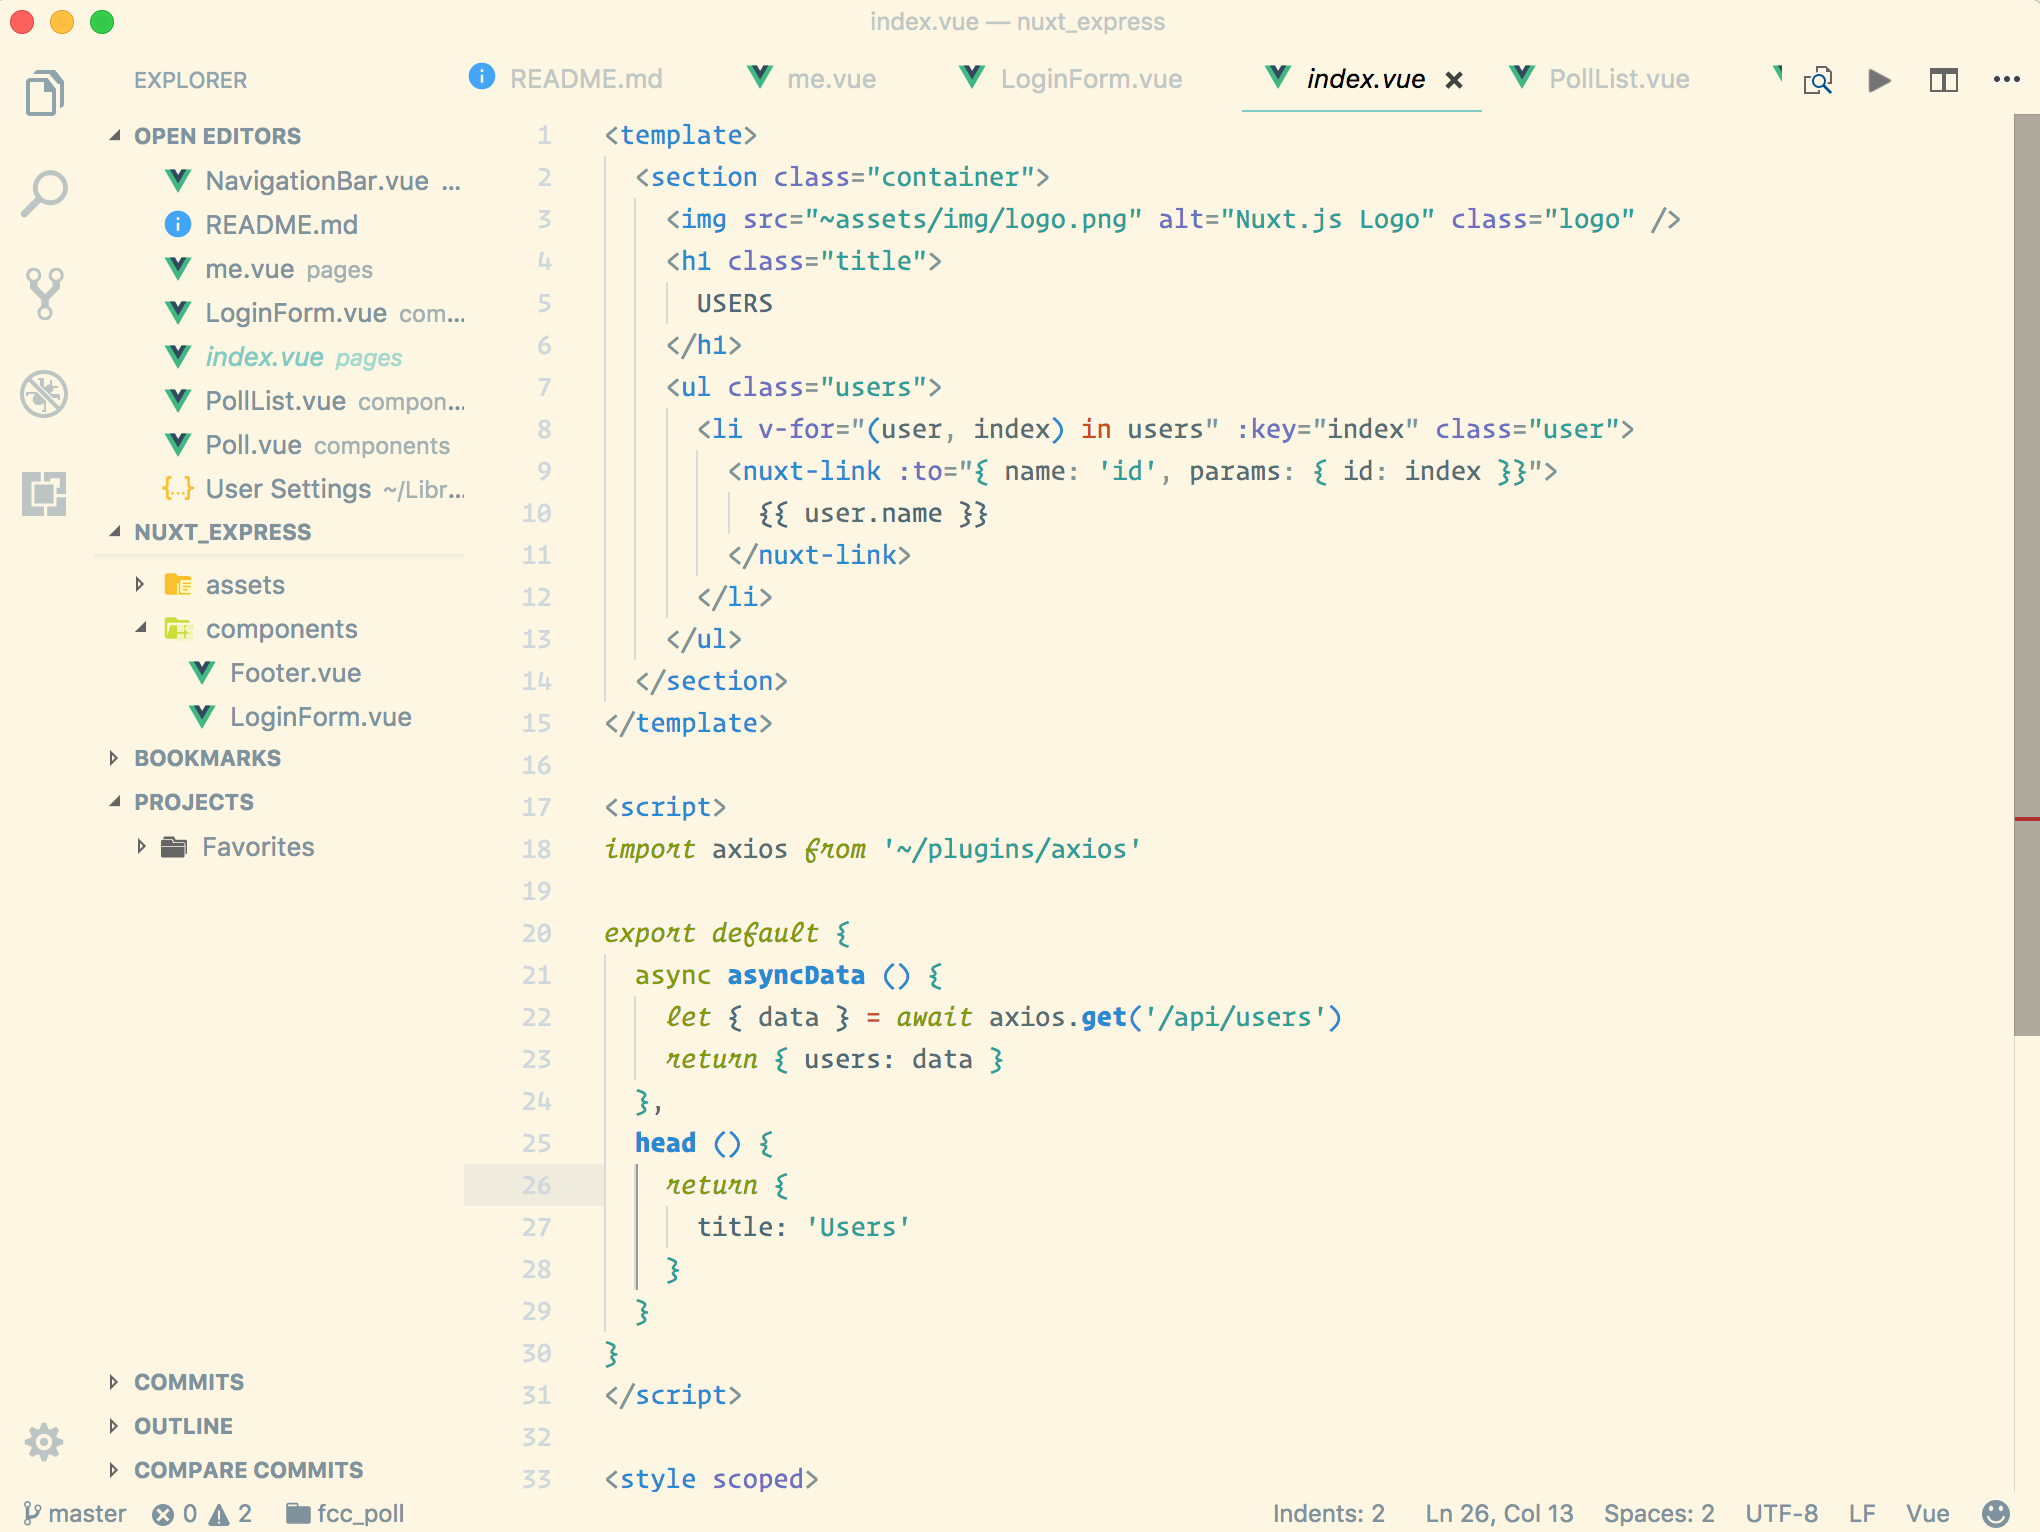 index.vue — nuxt_express
EXPLORER
README.md
me.vue
LoginForm.vue
index.vue
PollList.vue
OPEN EDITORS
NavigationBar.vue ...
README.md
me.vue pages
LoginForm.vue com...
index.vue pages
PollList.vue compon...
Poll.vue components
{...} User Settings ~/Libr...
NUXT_EXPRESS
assets
components
Footer.vue
LoginForm.vue
BOOKMARKS
PROJECTS
Favorites
COMMITS
OUTLINE
COMPARE COMMITS
1 <template>
2 <section class="container">
3 <img src="~assets/img/logo.png" alt="Nuxt.js Logo" class="logo" />
4 <h1 class="title">
5 USERS
6 </h1>
7 <ul class="users">
8 <li v-for="(user, index) in users" :key="index" class="user">
9 <nuxt-link :to="{ name: 'id', params: { id: index }}">
10 {{ user.name }}
11 </nuxt-link>
12 </li>
13 </ul>
14 </section>
15 </template>
16
17 <script>
18 import axios from '~/plugins/axios'
19
20 export default {
21 async asyncData () {
22 let { data } = await axios.get('/api/users')
23 return { users: data }
24 },
25 head () {
26 return {
27 title: 'Users'
28 }
29 }
30 }
31 </script>
32
33 <style scoped>
master 0 2 fcc_poll Indents: 2 Ln 26, Col 13 Spaces: 2 UTF-8 LF Vue